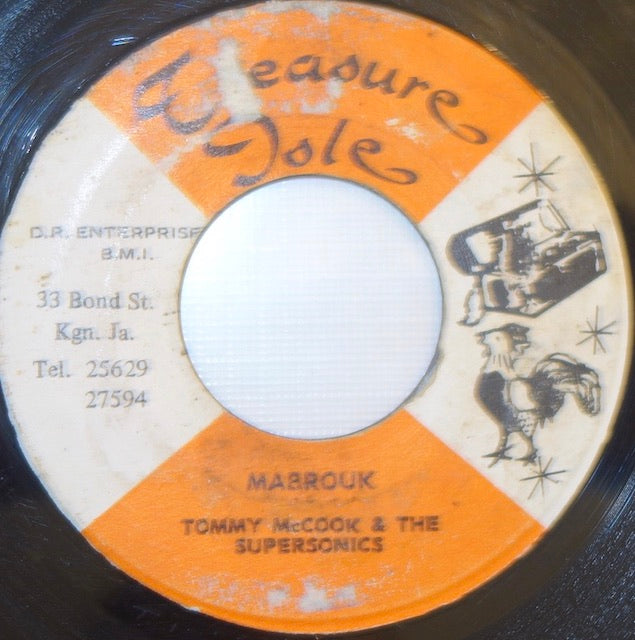 Treasure
Isle
D.R. ENTERPRISE
B.M.I.
33 Bond St.
Kgn. Ja.
Tel. 25629
27594
MABROUK
TOMMY McCOOK & THE
SUPERSONICS